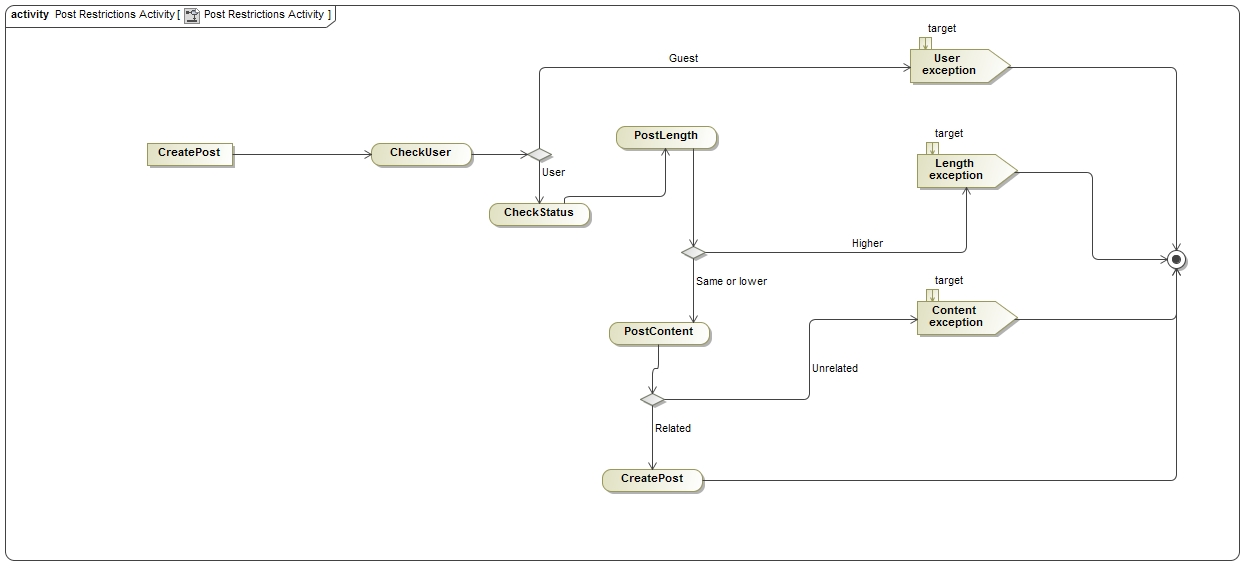 activity Post Restrictions Activity [ Post Restrictions Activity ]
target
User
exception
Guest
target
PostLength
CreatePost
CheckUser
Length
exception
User
CheckStatus
Higher
Same or lower
target
Content
exception
PostContent
Unrelated
Related
CreatePost